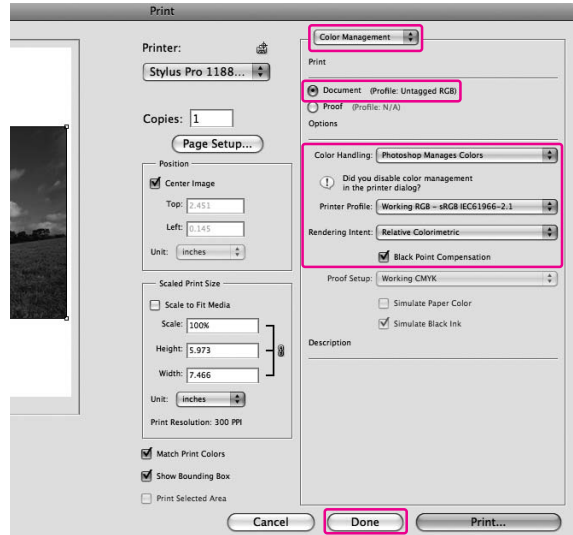 Print
Printer:
Stylus Pro 1188...
Copies: 1
Page Setup...
Position
Center Image
Top: 2.451
Left: 0.145
Unit: inches
Scaled Print Size
Scale to Fit Media
Scale: 100%
Height: 5.973
Width: 7.466
Unit: inches
Print Resolution: 300 PPI
Match Print Colors
Show Bounding Box
Print Selected Area
Color Management
Print
Document (Profile: Untagged RGB)
Proof (Profile: N/A)
Options
Color Handling: Photoshop Manages Colors
Did you
disable color management
in the printer dialog?
Printer Profile: Working RGB - sRGB IEC61966-2.1
Rendering Intent: Relative Colorimetric
Black Point Compensation
Proof Setup: Working CMYK
Simulate Paper Color
Simulate Black Ink
Description
Cancel
Done
Print...